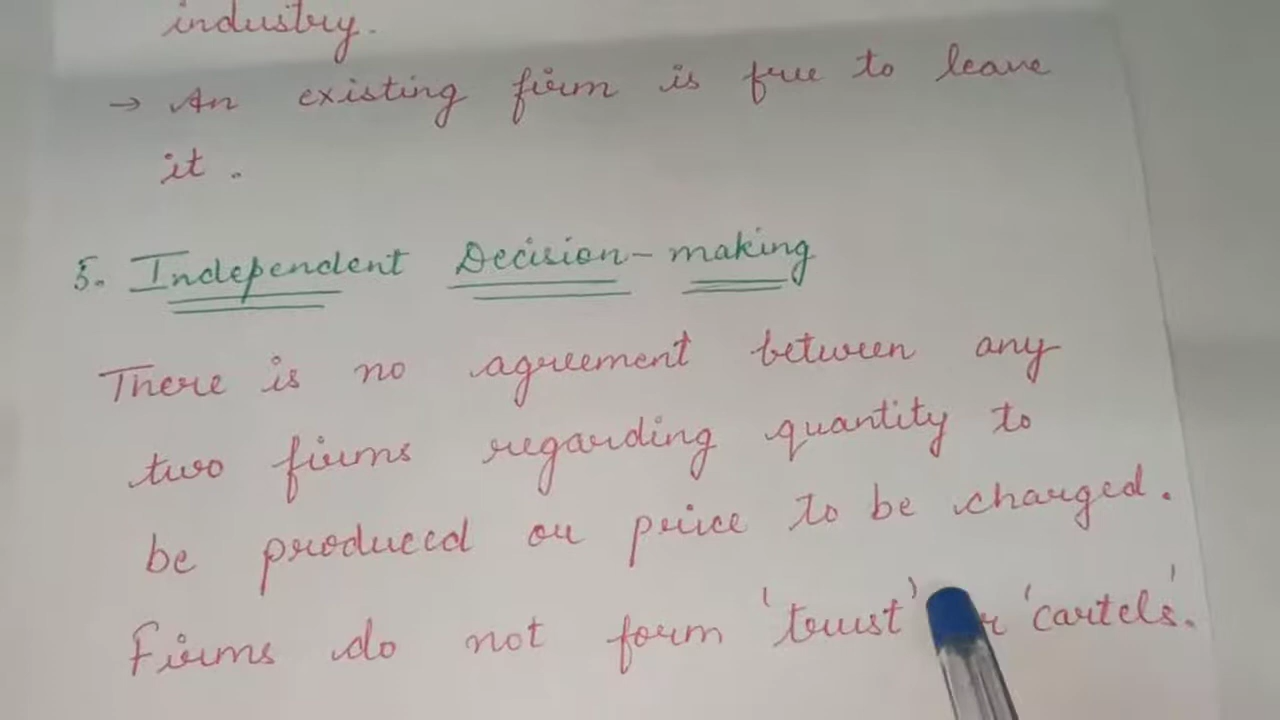 industry.
→ An existing firm is free to leave
it.
5. Independent Decision-making
There is no agreement between any
two firms regarding quantity to
be produced or price to be charged.
Firms do not form 'trust' or 'cartels'.